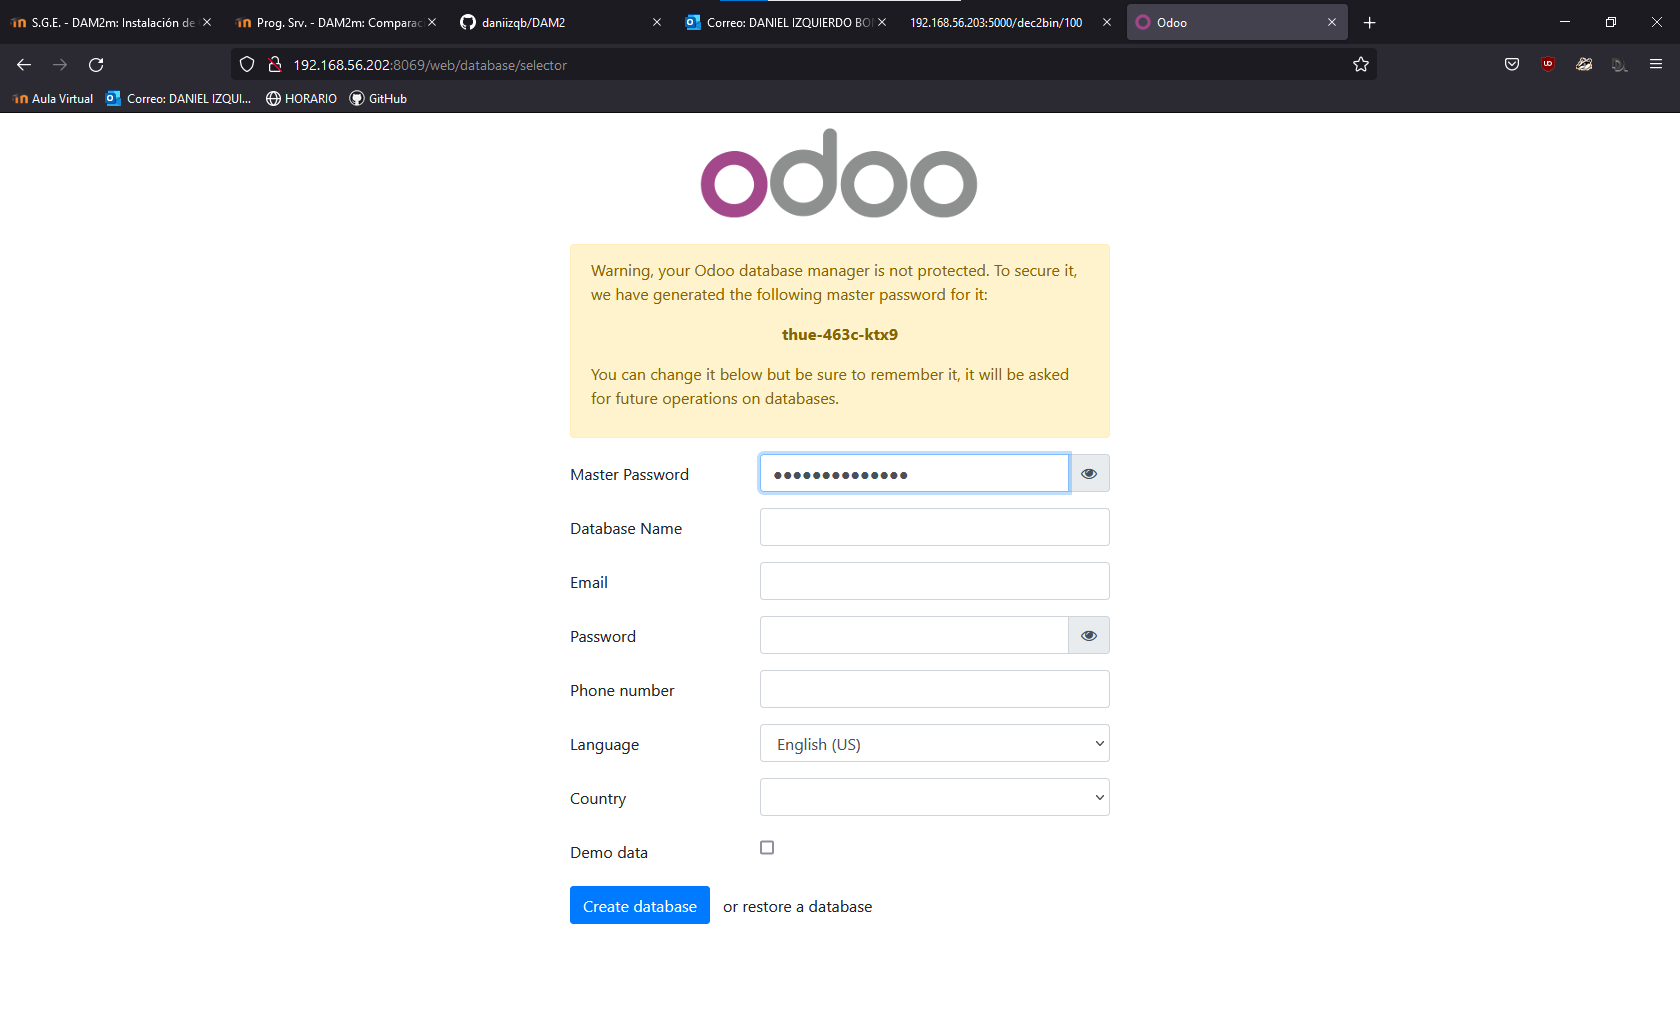 S.G.E. - DAM2m: Instalación de
Prog. Srv. - DAM2m: Comparaci
daniizqb/DAM2
Correo: DANIEL IZQUIERDO BO
192.168.56.203:5000/dec2bin/100
Odoo
192.168.56.202:8069/web/database/selector
Aula Virtual
Correo: DANIEL IZQUI...
HORARIO
GitHub
odoo
Warning, your Odoo database manager is not protected. To secure it,
we have generated the following master password for it:
thue-463c-ktx9
You can change it below but be sure to remember it, it will be asked
for future operations on databases.
Master Password
Database Name
Email
Password
Phone number
Language English (US)
Country
Demo data
Create database or restore a database